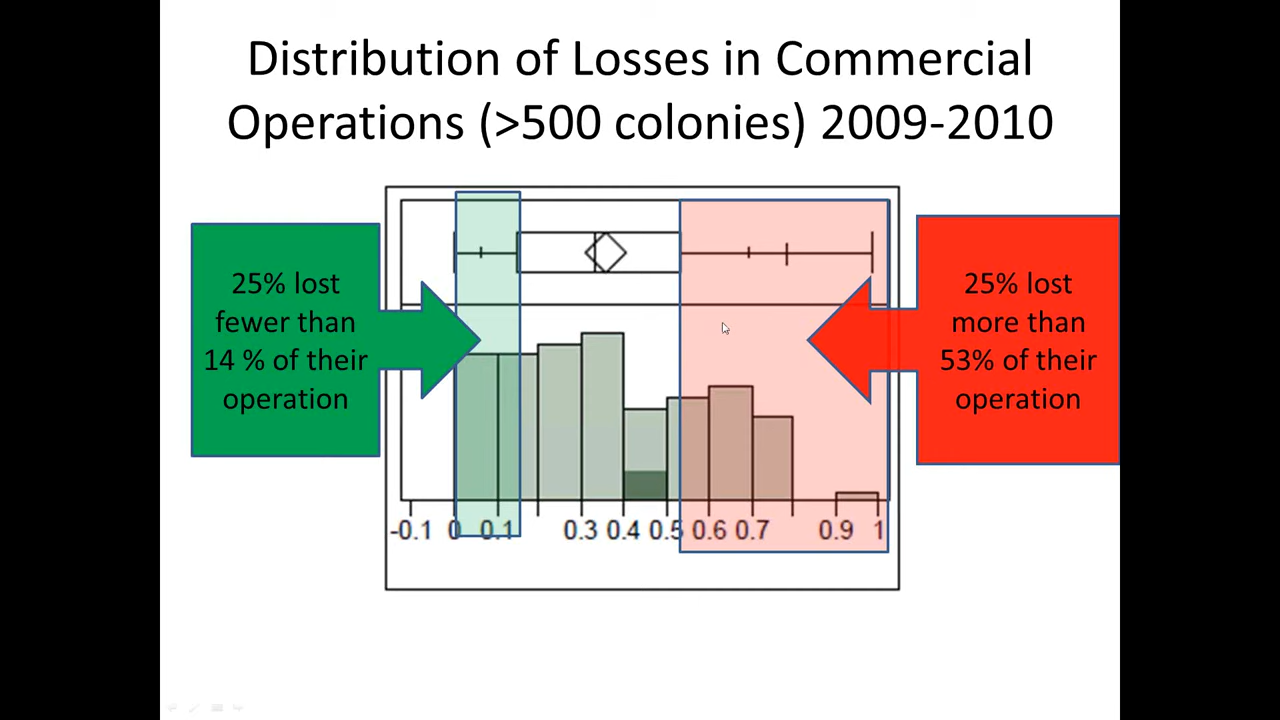 Distribution of Losses in Commercial
Operations (>500 colonies) 2009-2010
25% lost
fewer than
14 % of their
operation
25% lost
more than
53% of their
operation
-0.1 0 0.1 0.3 0.4 0.5 0.6 0.7 0.9 1